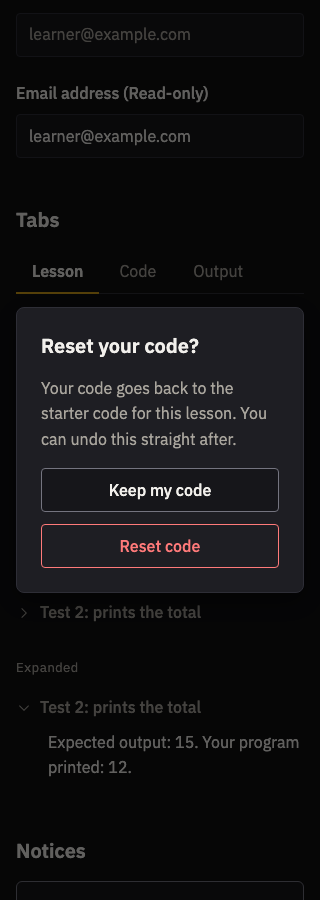 learner@example.com
Email address (Read-only)
learner@example.com
Tabs
Lesson Code Output
Reset your code?
Your code goes back to the
starter code for this lesson. You
can undo this straight after.
Keep my code
Reset code
Test 2: prints the total
Expanded
Test 2: prints the total
Expected output: 15. Your program
printed: 12.
Notices